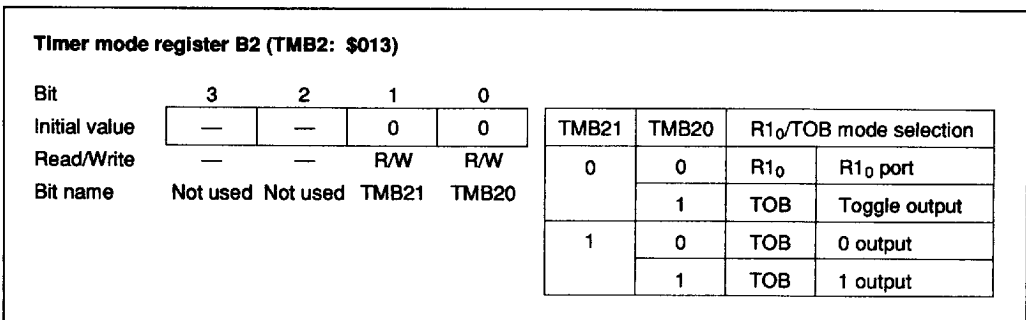 Timer mode register B2 (TMB2: $013)
Bit 3 2 1 0
Initial value — — 0 0
Read/Write — — R/W R/W
Bit name Not used Not used TMB21 TMB20
TMB21 TMB20 R1₀/TOB mode selection
0 0 R1₀ R1₀ port
1 TOB Toggle output
1 0 TOB 0 output
1 TOB 1 output